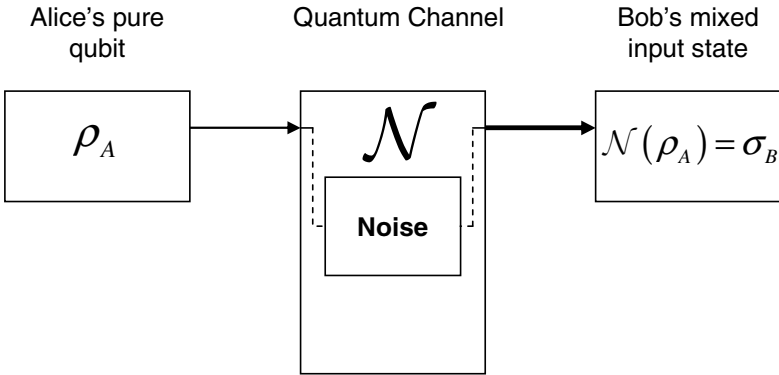 Alice's pure
qubit
Quantum Channel
Bob's mixed
input state
ρ_A
𝒩
Noise
𝒩(ρ_A) = σ_B